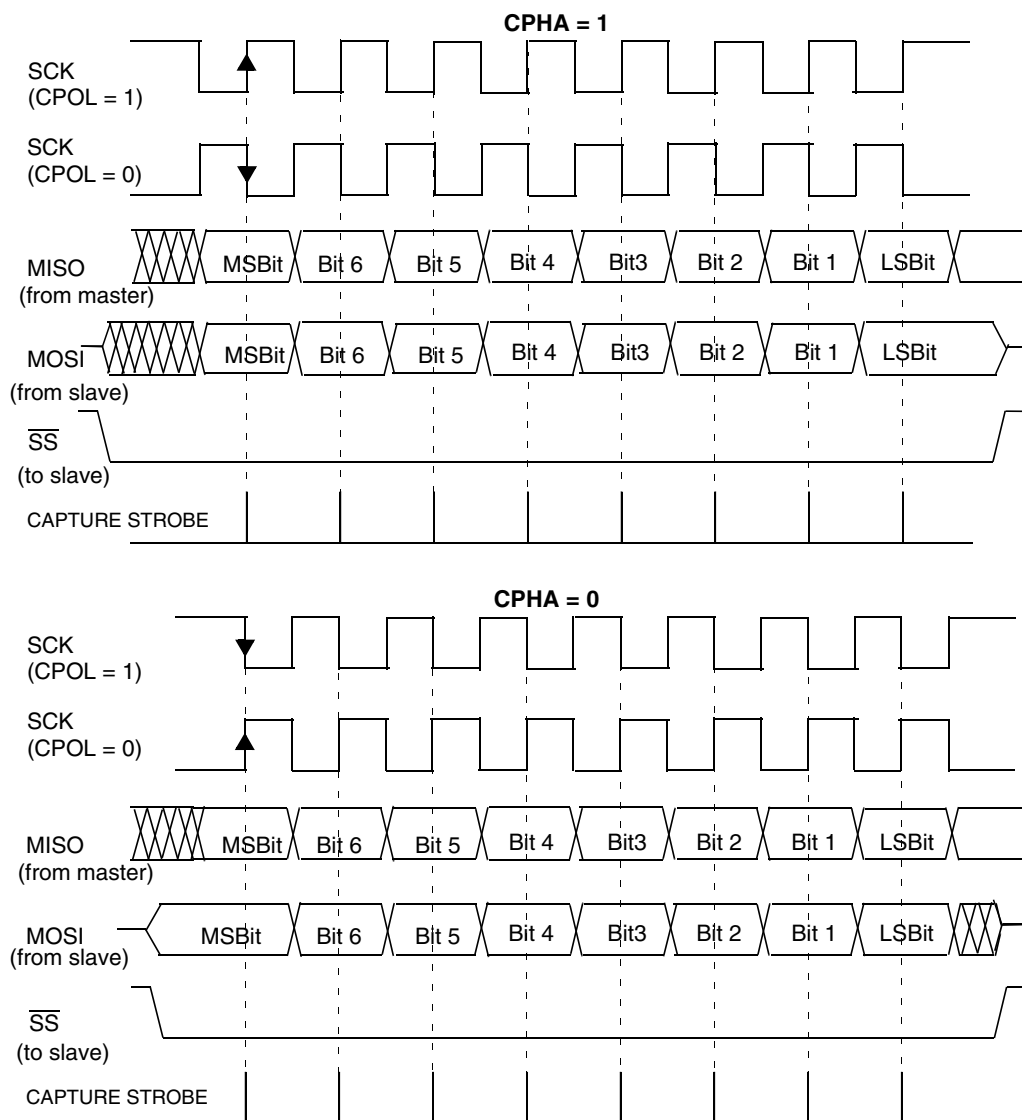 CPHA = 1
SCK
(CPOL = 1)
SCK
(CPOL = 0)
MISO
(from master)
MSBit Bit 6 Bit 5 Bit 4 Bit3 Bit 2 Bit 1 LSBit
MOSI
(from slave)
MSBit Bit 6 Bit 5 Bit 4 Bit3 Bit 2 Bit 1 LSBit
SS
(to slave)
CAPTURE STROBE
CPHA = 0
SCK
(CPOL = 1)
SCK
(CPOL = 0)
MISO
(from master)
MSBit Bit 6 Bit 5 Bit 4 Bit3 Bit 2 Bit 1 LSBit
MOSI
(from slave)
MSBit Bit 6 Bit 5 Bit 4 Bit3 Bit 2 Bit 1 LSBit
SS
(to slave)
CAPTURE STROBE